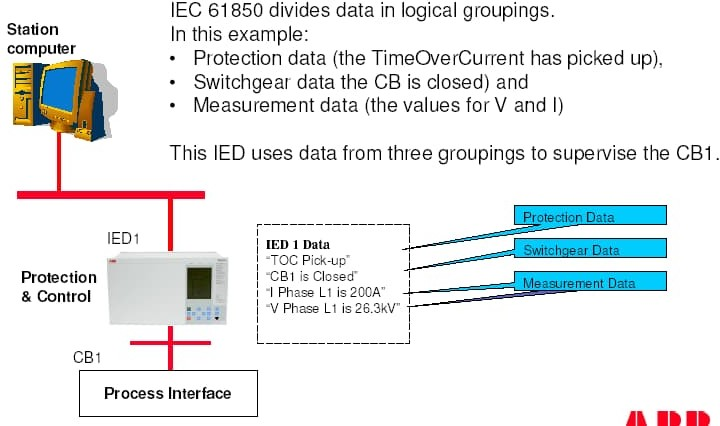 IEC 61850 divides data in logical groupings.
In this example:
• Protection data (the TimeOverCurrent has picked up),
• Switchgear data the CB is closed) and
• Measurement data (the values for V and I)
This IED uses data from three groupings to supervise the CB1.
Station
computer
IED1
Protection
& Control
CB1
Process Interface
IED 1 Data
“TOC Pick-up”
“CB1 is Closed”
“I Phase L1 is 200A”
“V Phase L1 is 26.3kV”
Protection Data
Switchgear Data
Measurement Data
ABB